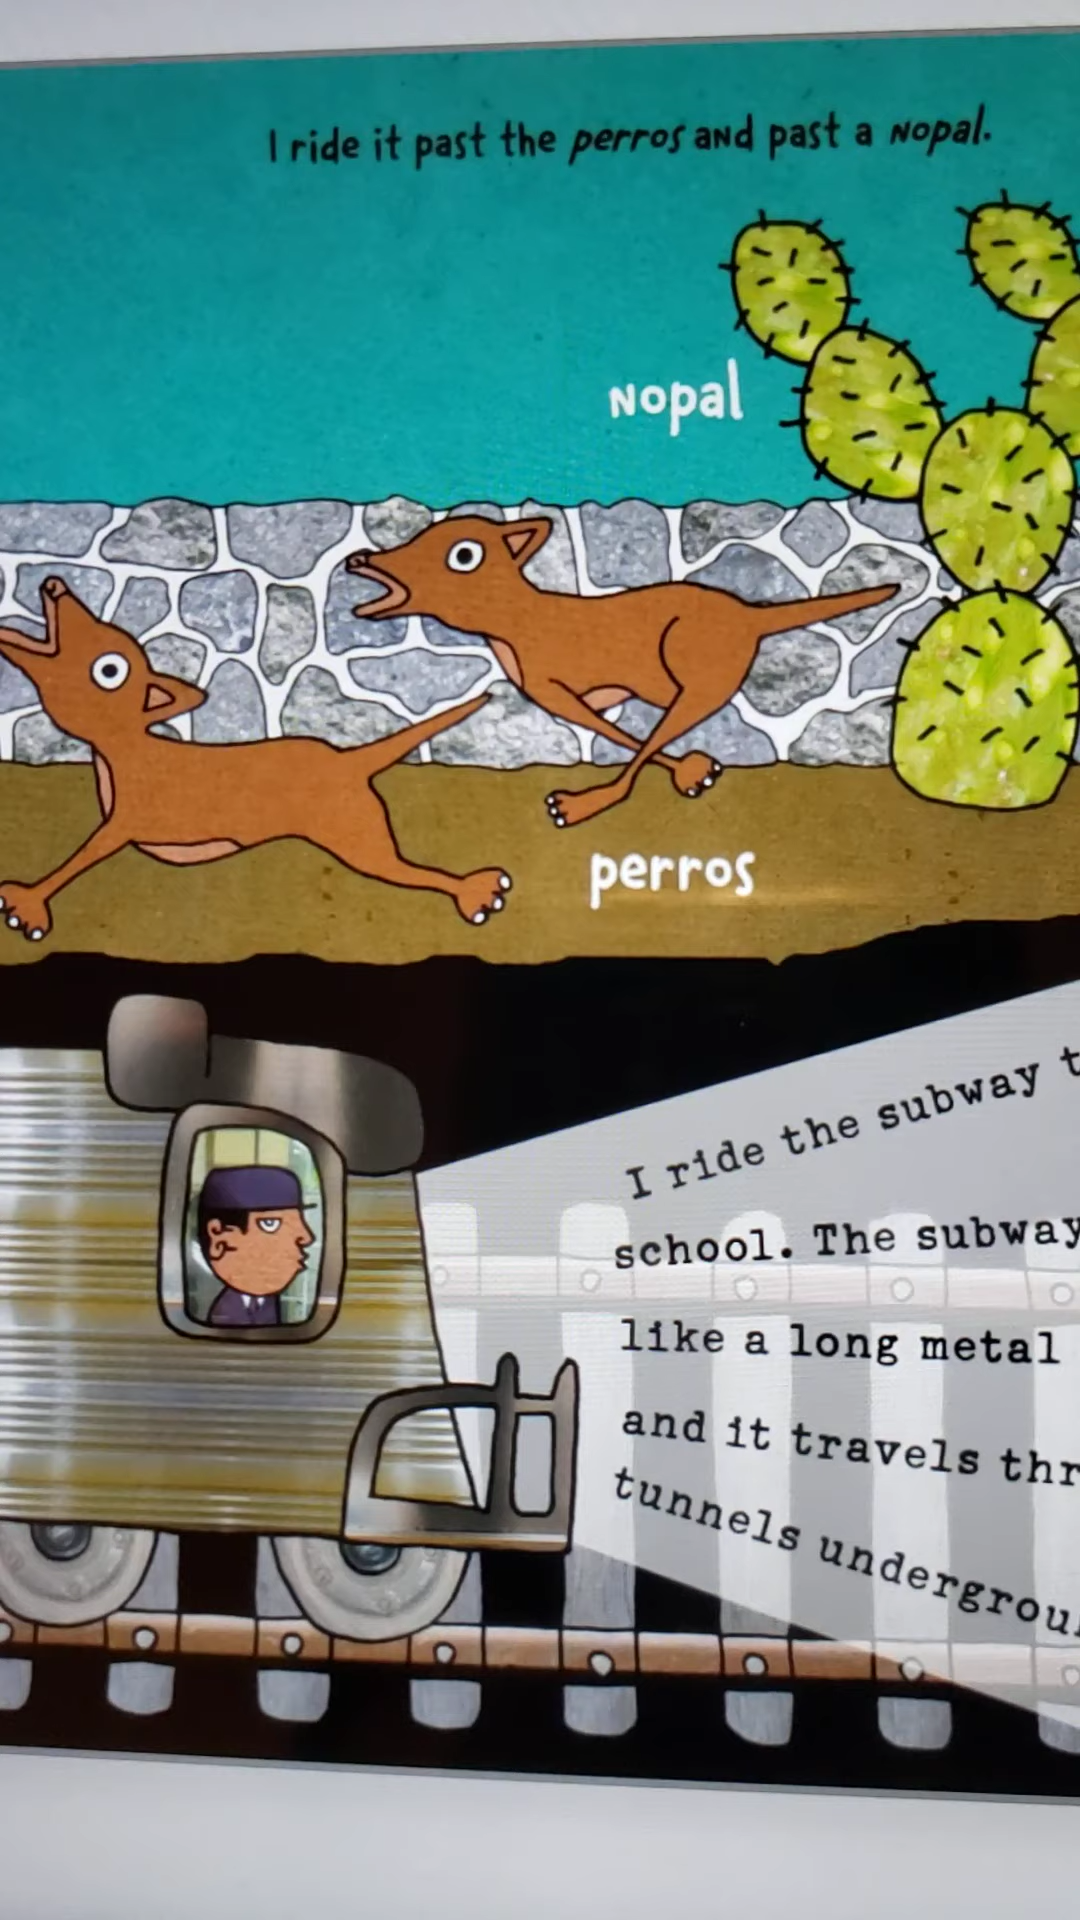 I ride it past the perros and past a nopal.
nopal
perros
I ride the subway
school. The subway
like a long metal
and it travels
tunnels underground